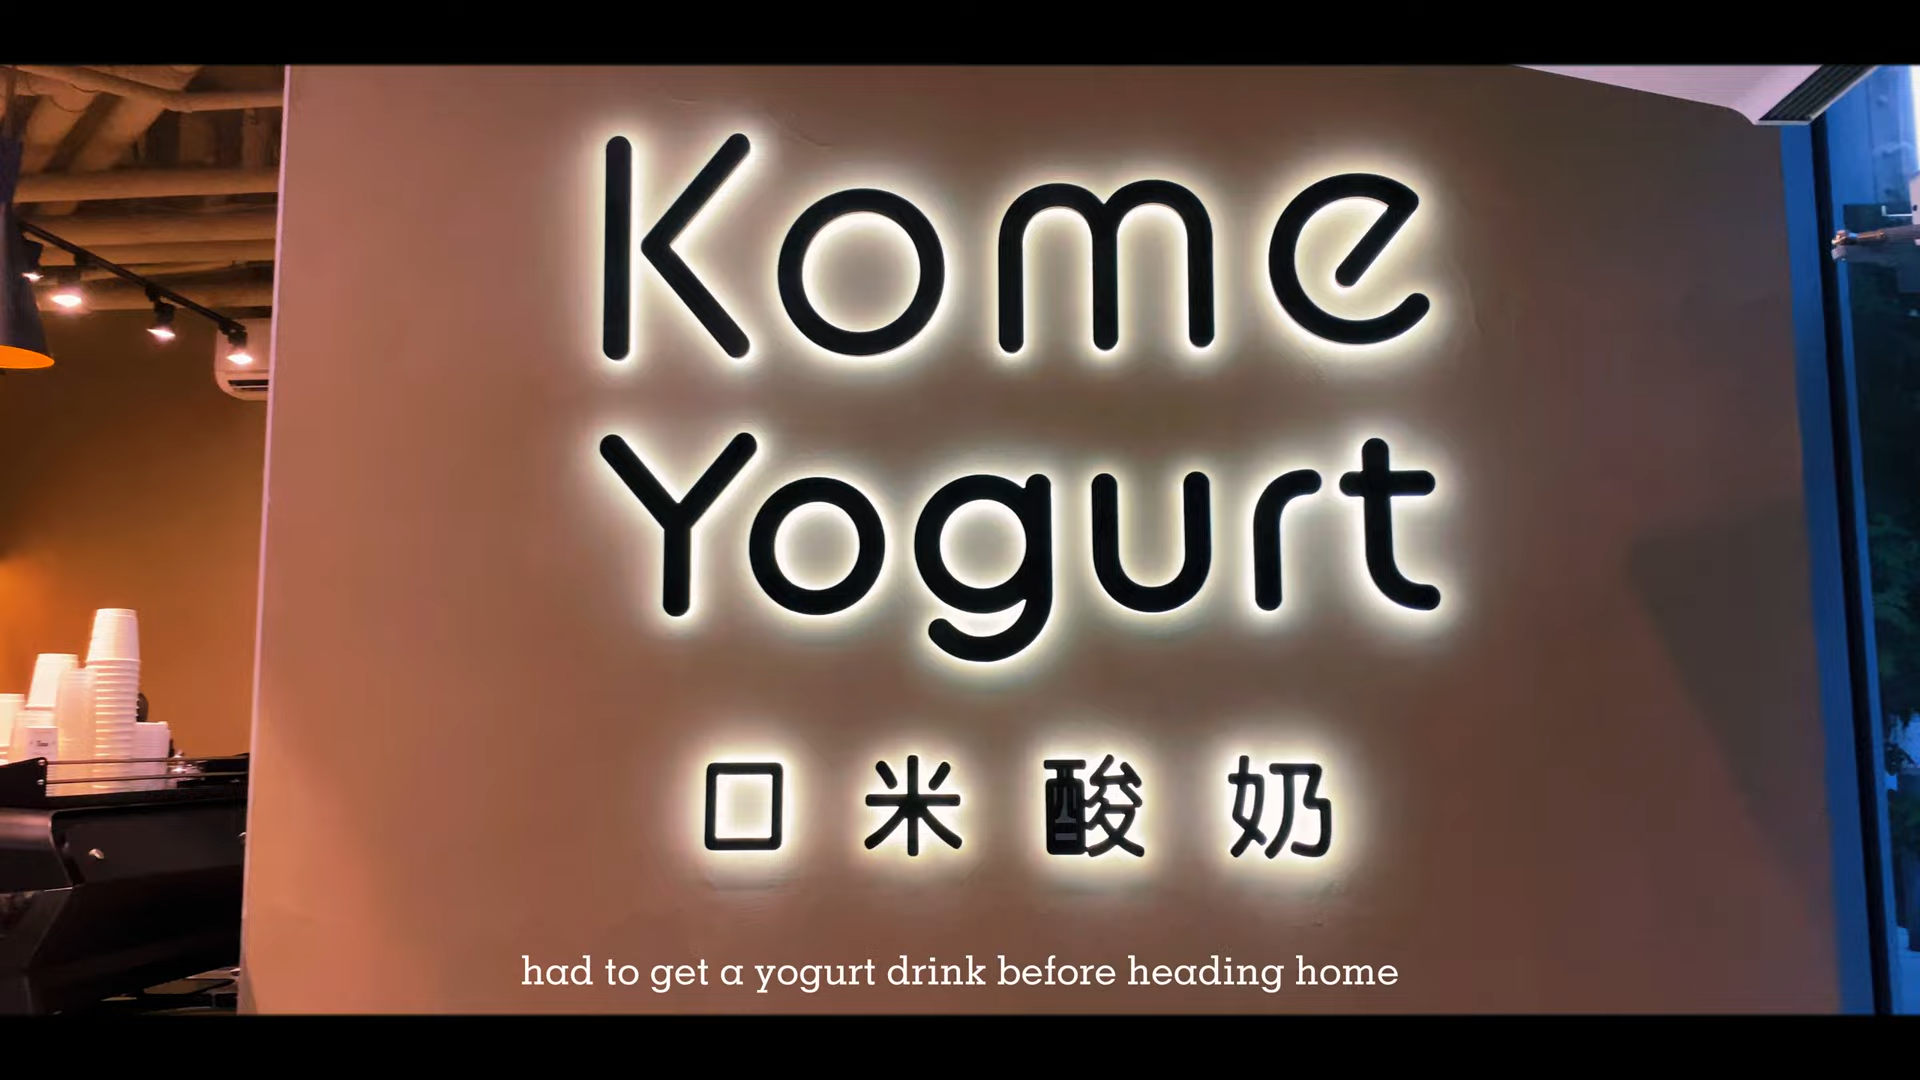 Kome
Yogurt
口米酸奶
had to get a yogurt drink before heading home